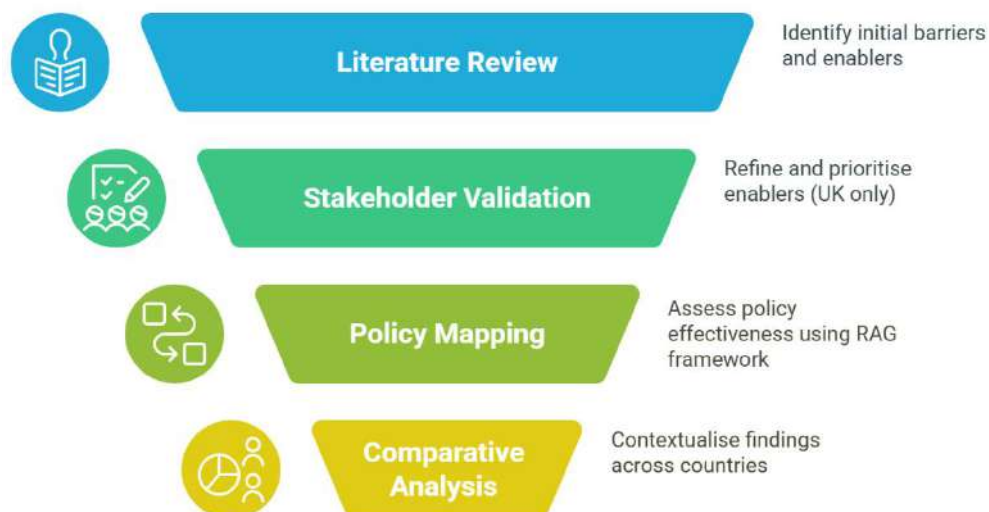 Literature Review
Identify initial barriers
and enablers
Stakeholder Validation
Refine and prioritise
enablers (UK only)
Policy Mapping
Assess policy
effectiveness using RAG
framework
Comparative
Analysis
Contextualise findings
across countries